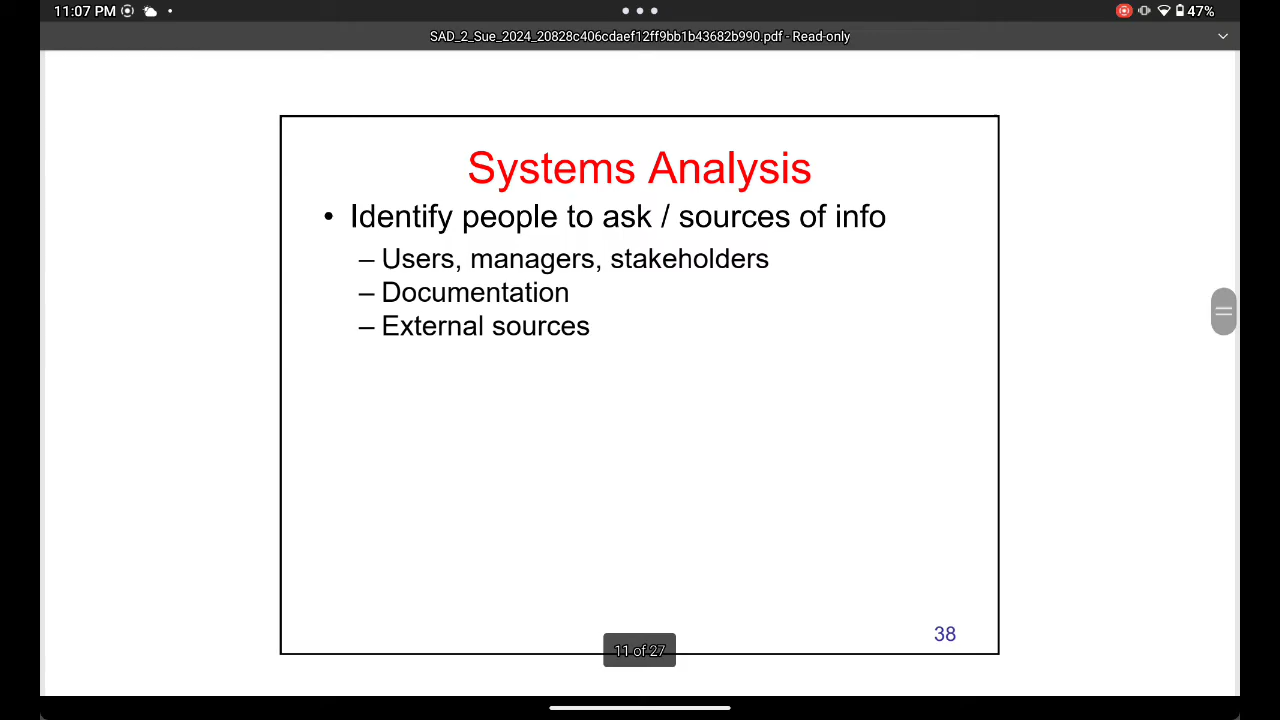 11:07 PM
47%
SAD_2_Sue_2024_20828c406cdaef12ff9bb1b43682b990.pdf - Read-only
Systems Analysis
• Identify people to ask / sources of info
– Users, managers, stakeholders
– Documentation
– External sources
38
11 of 27